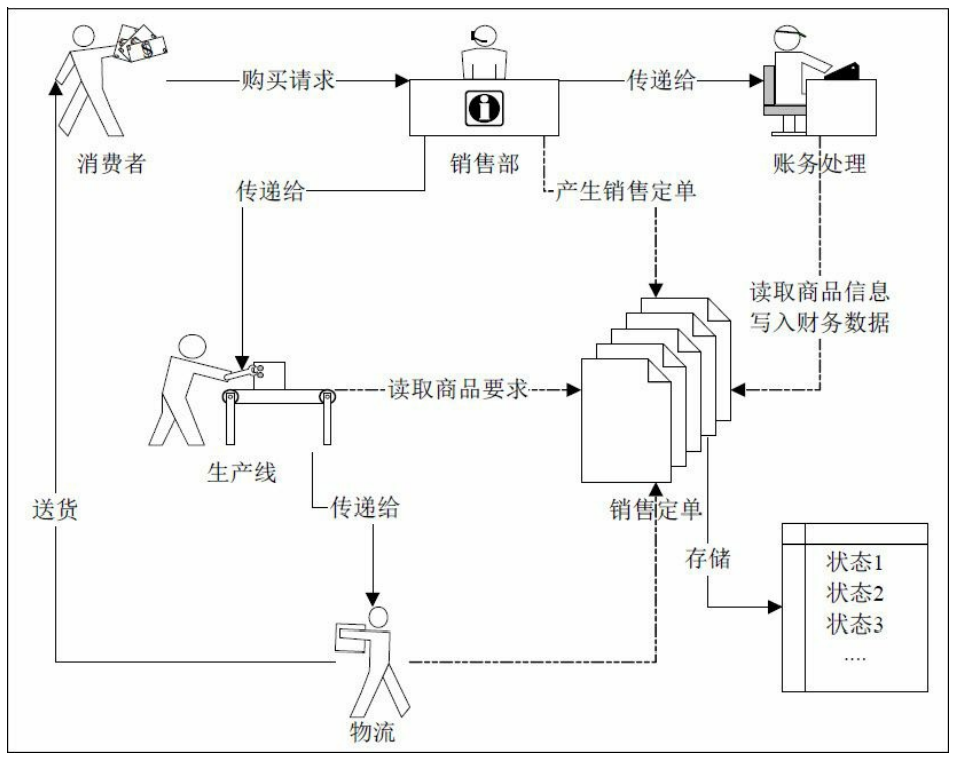 购买请求
传递给
消费者
销售部
账务处理
传递给
产生销售定单
读取商品信息
写入财务数据
读取商品要求
生产线
送货
传递给
销售定单
存储
状态1
状态2
状态3
....
物流